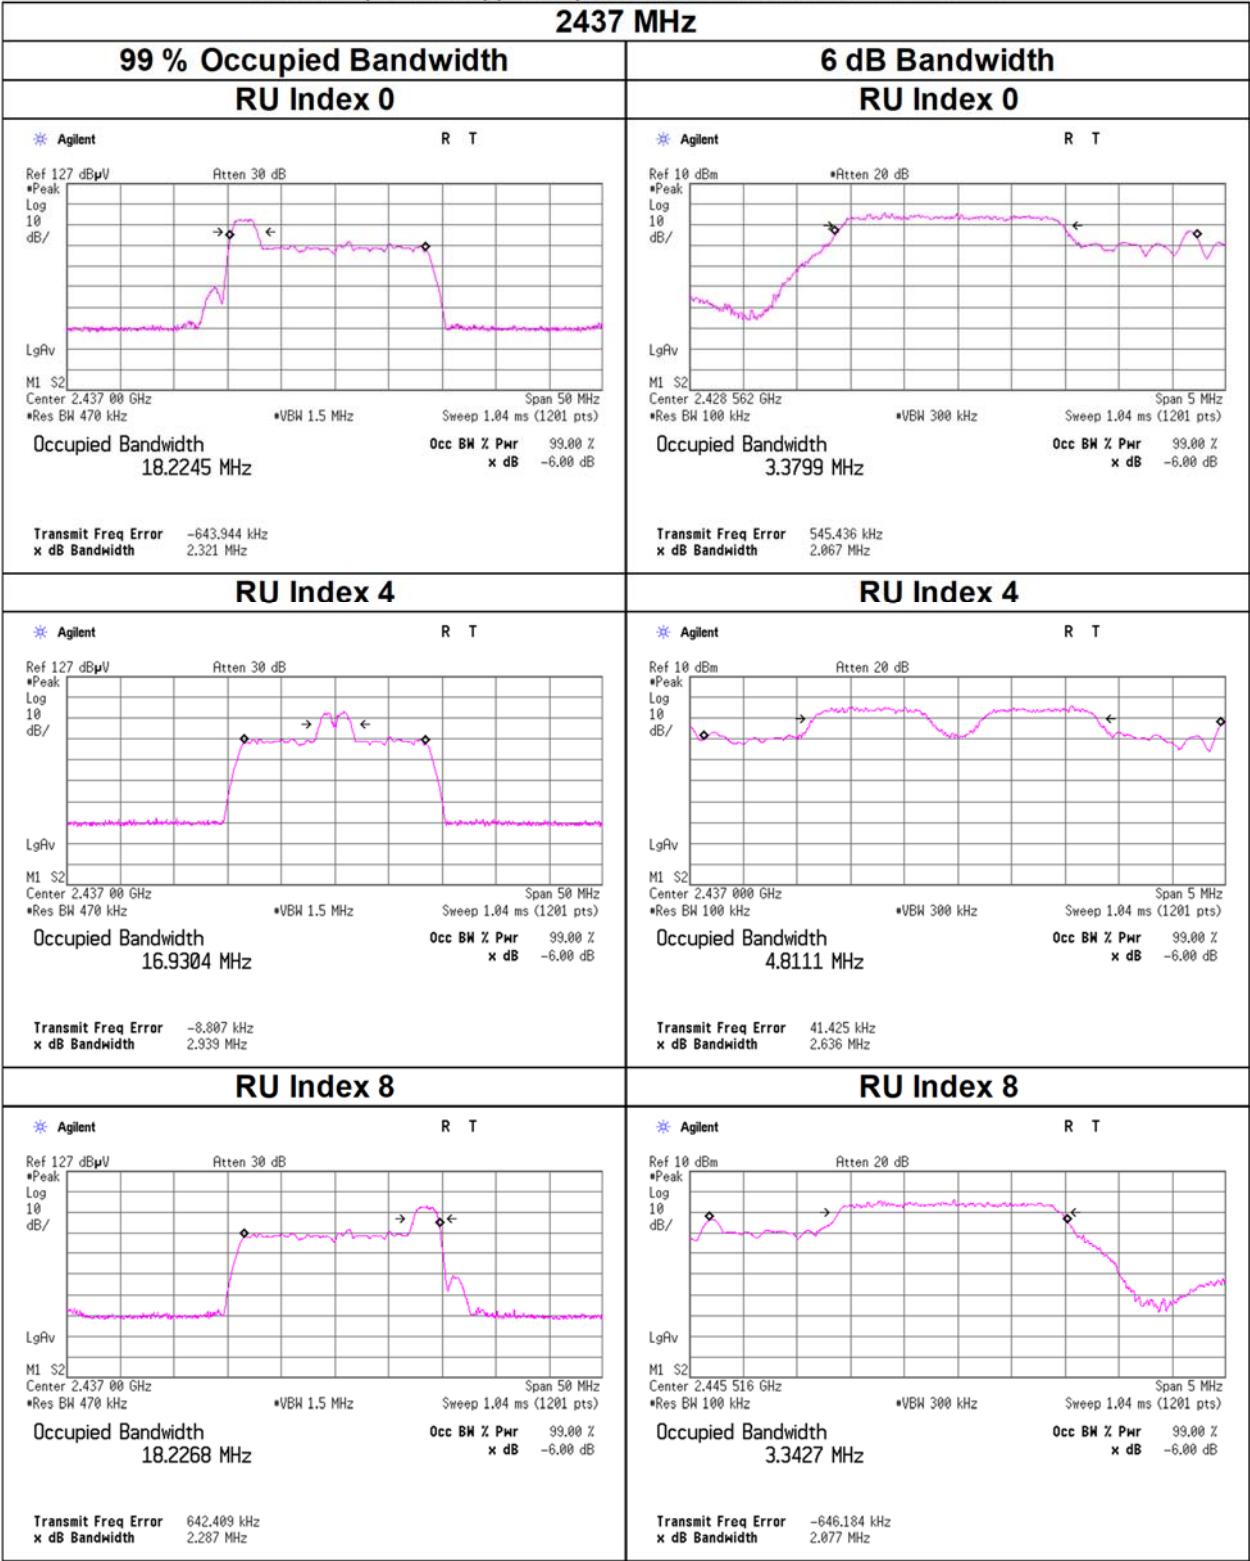 2437 MHz
99 % Occupied Bandwidth
6 dB Bandwidth
RU Index 0
RU Index 0
Agilent
R T
Ref 127 dBµV
Atten 30 dB
*Peak
Log
10
dB/
LgAv
M1 S2
Center 2.437 00 GHz
Span 50 MHz
*Res BW 470 kHz
*VBW 1.5 MHz
Sweep 1.04 ms (1201 pts)
Occupied Bandwidth
18.2245 MHz
Occ BW % Pwr 99.00 %
x dB -6.00 dB
Transmit Freq Error -643.944 kHz
x dB Bandwidth 2.321 MHz
Agilent
R T
Ref 10 dBm
*Atten 20 dB
*Peak
Log
10
dB/
LgAv
M1 S2
Center 2.428 562 GHz
Span 5 MHz
*Res BW 100 kHz
*VBW 300 kHz
Sweep 1.04 ms (1201 pts)
Occupied Bandwidth
3.3799 MHz
Occ BW % Pwr 99.00 %
x dB -6.00 dB
Transmit Freq Error 545.436 kHz
x dB Bandwidth 2.067 MHz
RU Index 4
RU Index 4
Agilent
R T
Ref 127 dBµV
Atten 30 dB
*Peak
Log
10
dB/
LgAv
M1 S2
Center 2.437 00 GHz
Span 50 MHz
*Res BW 470 kHz
*VBW 1.5 MHz
Sweep 1.04 ms (1201 pts)
Occupied Bandwidth
16.9304 MHz
Occ BW % Pwr 99.00 %
x dB -6.00 dB
Transmit Freq Error -8.807 kHz
x dB Bandwidth 2.939 MHz
Agilent
R T
Ref 10 dBm
Atten 20 dB
*Peak
Log
10
dB/
LgAv
M1 S2
Center 2.437 000 GHz
Span 5 MHz
*Res BW 100 kHz
*VBW 300 kHz
Sweep 1.04 ms (1201 pts)
Occupied Bandwidth
4.8111 MHz
Occ BW % Pwr 99.00 %
x dB -6.00 dB
Transmit Freq Error 41.425 kHz
x dB Bandwidth 2.636 MHz
RU Index 8
RU Index 8
Agilent
R T
Ref 127 dBµV
Atten 30 dB
*Peak
Log
10
dB/
LgAv
M1 S2
Center 2.437 00 GHz
Span 50 MHz
*Res BW 470 kHz
*VBW 1.5 MHz
Sweep 1.04 ms (1201 pts)
Occupied Bandwidth
18.2268 MHz
Occ BW % Pwr 99.00 %
x dB -6.00 dB
Transmit Freq Error 642.409 kHz
x dB Bandwidth 2.287 MHz
Agilent
R T
Ref 10 dBm
Atten 20 dB
*Peak
Log
10
dB/
LgAv
M1 S2
Center 2.445 516 GHz
Span 5 MHz
*Res BW 100 kHz
*VBW 300 kHz
Sweep 1.04 ms (1201 pts)
Occupied Bandwidth
3.3427 MHz
Occ BW % Pwr 99.00 %
x dB -6.00 dB
Transmit Freq Error -646.184 kHz
x dB Bandwidth 2.077 MHz